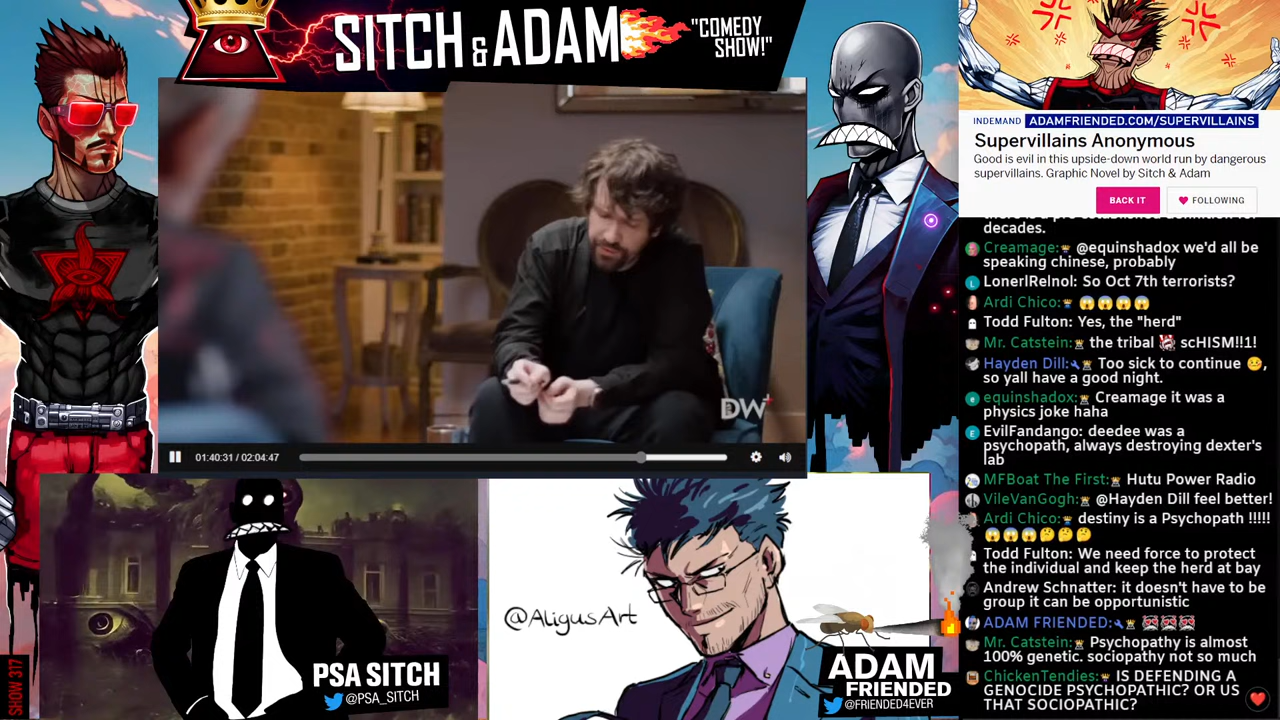 SITCH & ADAM
"COMEDY
SHOW!"
INDEMAND ADAMFRIENDED.COM/SUPERVILLAINS
Supervillains Anonymous
Good is evil in this upside-down world run by dangerous
supervillains. Graphic Novel by Sitch & Adam
BACK IT
FOLLOWING
decades.
Creamage: @equinshadox we'd all be
speaking chinese, probably
LonerlRelnol: So Oct 7th terrorists?
Ardi Chico: 😱😱😱😱
Todd Fulton: Yes, the "herd"
Mr. Catstein: the tribal scHISM!!1!
Hayden Dill: Too sick to continue 🤒,
so yall have a good night.
equinshadox: Creamage it was a
physics joke haha
EvilFandango: deedee was a
psychopath, always destroying dexter's
lab
MFBoat The First: Hutu Power Radio
VileVanGogh: @Hayden Dill feel better!
Ardi Chico: destiny is a Psychopath !!!!!
😱😱😱🤔🤔🤔
Todd Fulton: We need force to protect
the individual and keep the herd at bay
Andrew Schnatter: it doesn't have to be
group it can be opportunistic
ADAM FRIENDED:
Mr. Catstein: Psychopathy is almost
100% genetic. sociopathy not so much
ChickenTendies: IS DEFENDING A
GENOCIDE PSYCHOPATHIC? OR US
THAT SOCIOPATHIC?
DW
01:40:31 / 02:04:47
@AligusArt
PSA SITCH
@PSA_SITCH
ADAM
FRIENDED
@FRIENDED4EVER
SHOW 317